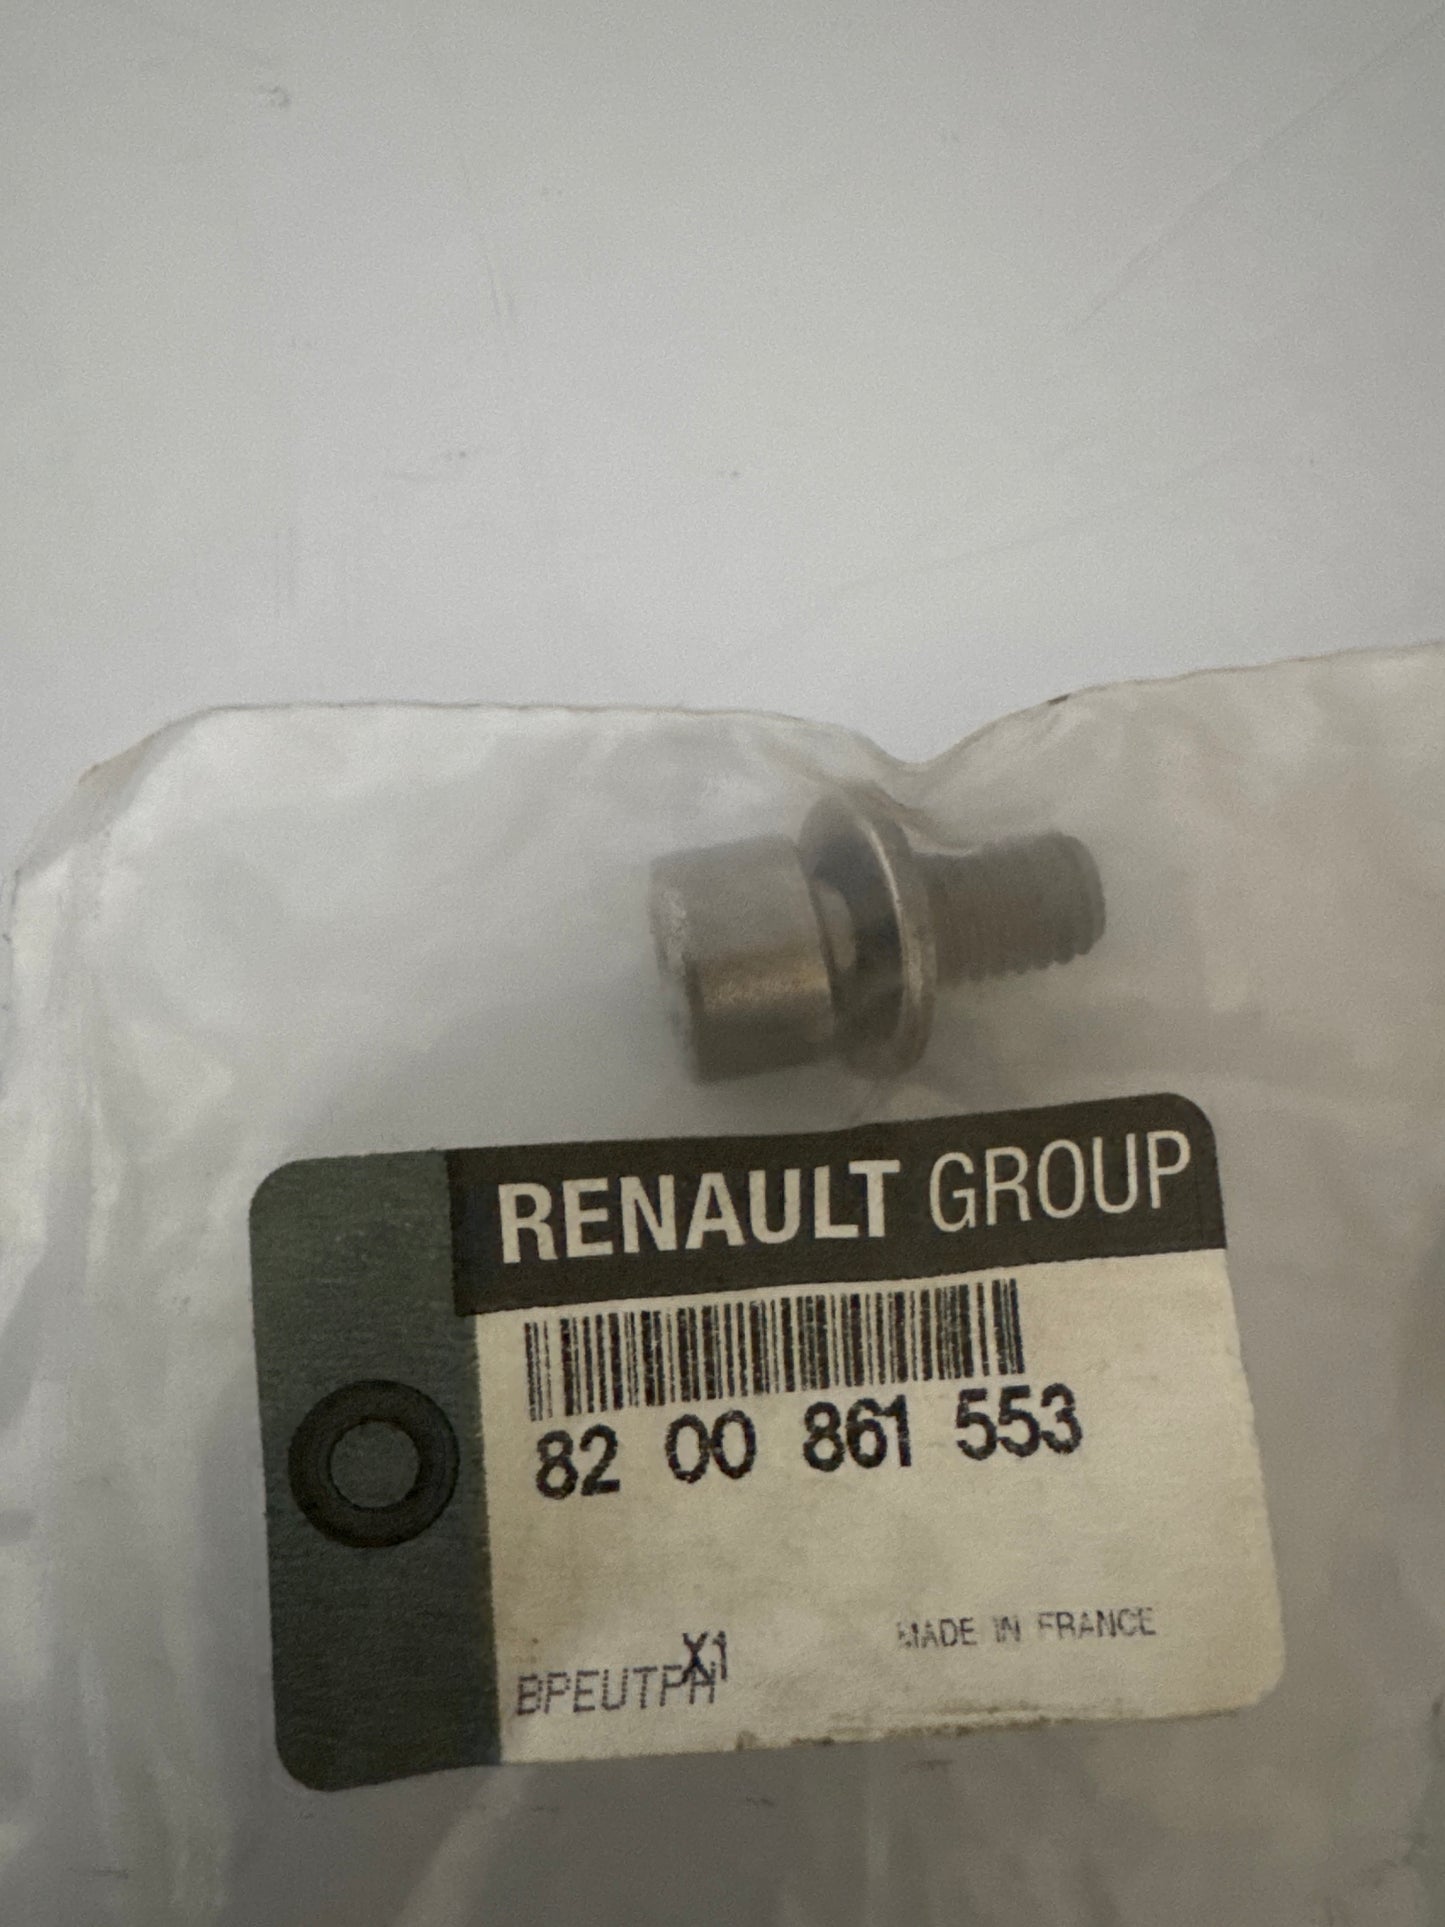 RENAULT GROUP
82 00 861 553
MADE IN FRANCE
X1
BPEUTPH